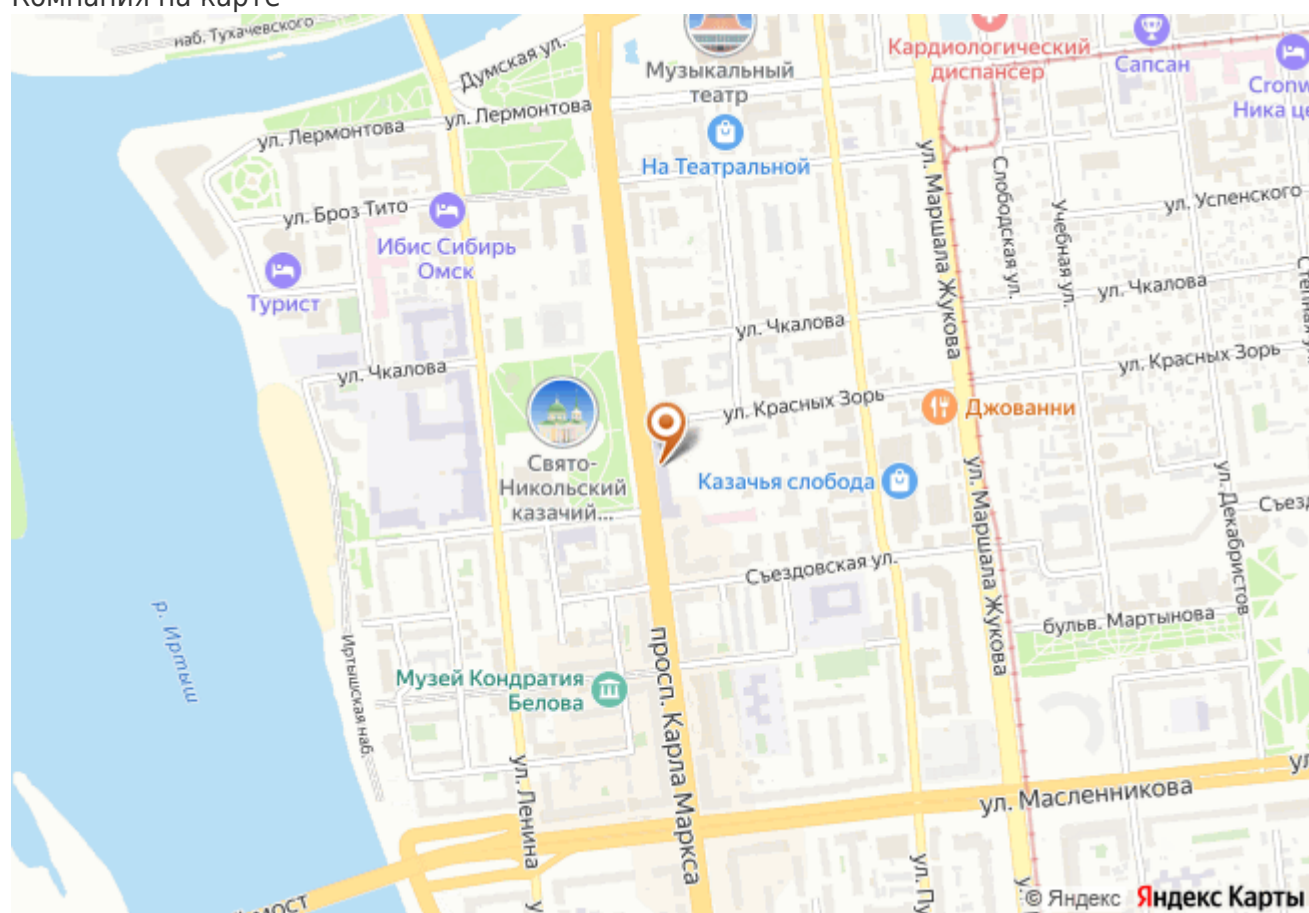 Компания на карте
наб. Тухачевского
Думская ул.
Музыкальный
театр
Кардиологический
диспансер
Сапсан
ул. Лермонтова
ул. Лермонтова
На Театральной
ул. Маршала Жукова
Слободская ул.
Учебная ул.
ул. Успенского
ул. Броз Тито
Ибис Сибирь
Омск
Турист
ул. Чкалова
ул. Чкалова
ул. Чкалова
ул. Красных Зорь
ул. Красных Зорь
Джованни
Свято-
Никольский
казачий...
Казачья слобода
ул. Маршала Жукова
ул. Декабристов
Съездовская ул.
бульв. Мартынова
р. Иртыш
Иртышская наб.
Музей Кондратия
Белова
просп. Карла Маркса
ул. Ленина
ул. Масленникова
© Яндекс Яндекс Карты